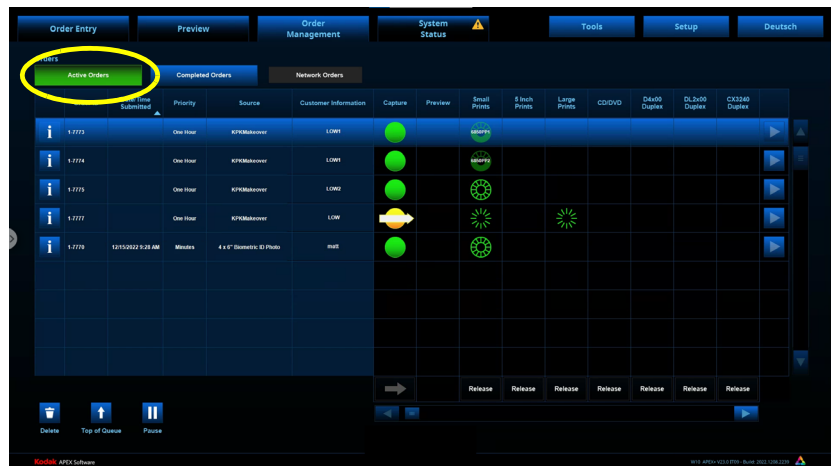 Order Entry
Preview
Order
Management
System
Status
Tools
Setup
Deutsch
Active Orders
Completed Orders
Network Orders
Submitted
Priority
Source
Customer Information
Capture
Preview
Small
Prints
8 Inch
Prints
Large
Prints
CD/DVD
D4x00
Duplex
DL2x00
Duplex
CX3240
Duplex
i 1-7773 One Hour KPKMakeover LOW1
i 1-7774 One Hour KPKMakeover LOW1
i 1-7775 One Hour KPKMakeover LOW2
i 1-7777 One Hour KPKMakeover LOW
i 1-7770 12/15/2022 9:20 AM Minutes 4 x 6" Biometric ID Photo matt
Release Release Release Release Release Release Release
Delete Top of Queue Pause
Kodak APEX Software